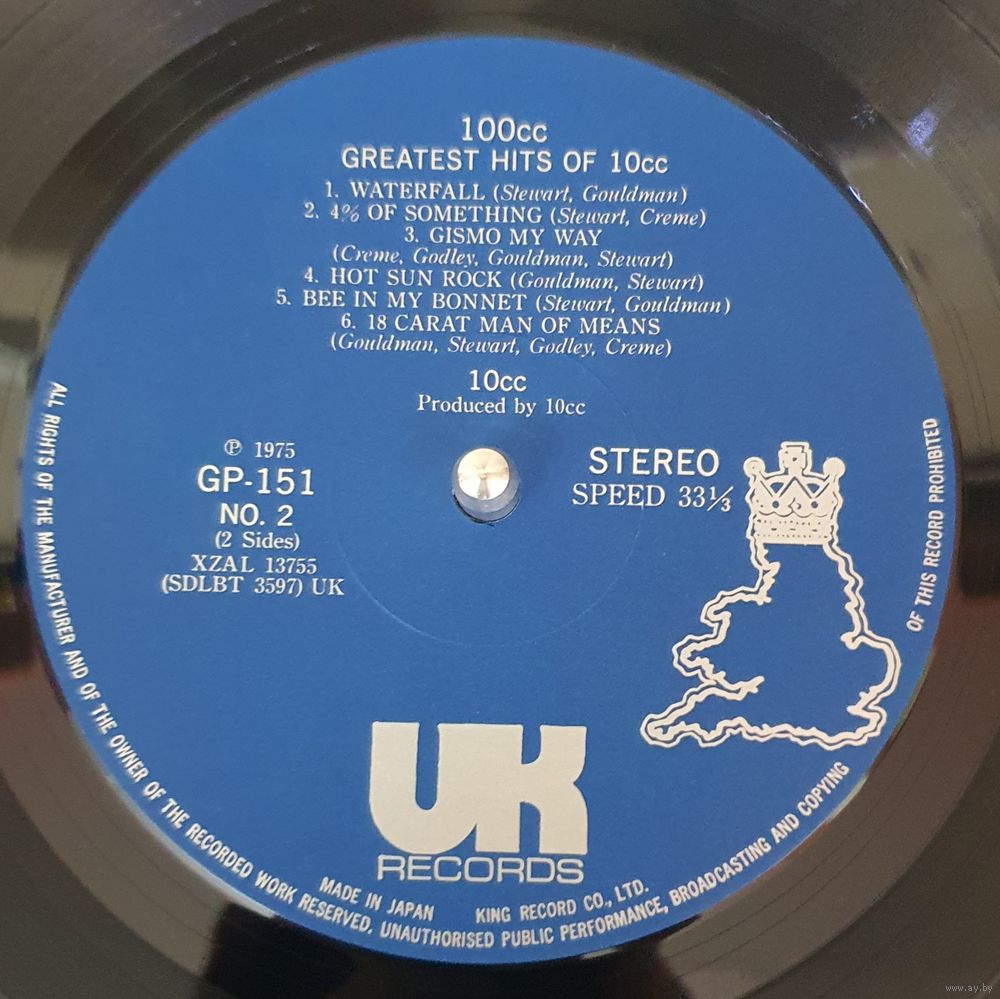 100cc
GREATEST HITS OF 10cc
1. WATERFALL (Stewart, Gouldman)
2. 4% OF SOMETHING (Stewart, Creme)
3. GISMO MY WAY
(Creme, Godley, Gouldman, Stewart)
4. HOT SUN ROCK (Gouldman, Stewart)
5. BEE IN MY BONNET (Stewart, Gouldman)
6. 18 CARAT MAN OF MEANS
(Gouldman, Stewart, Godley, Creme)
10cc
Produced by 10cc
℗ 1975
GP-151
NO. 2
(2 Sides)
XZAL 13755
(SDLBT 3597) UK
STEREO
SPEED 33⅓
UK
RECORDS
MADE IN JAPAN KING RECORD CO., LTD.
ALL RIGHTS OF THE MANUFACTURER AND OF THE OWNER OF THE RECORDED WORK RESERVED, UNAUTHORISED PUBLIC PERFORMANCE, BROADCASTING AND COPYING OF THIS RECORD PROHIBITED
www.ay.by